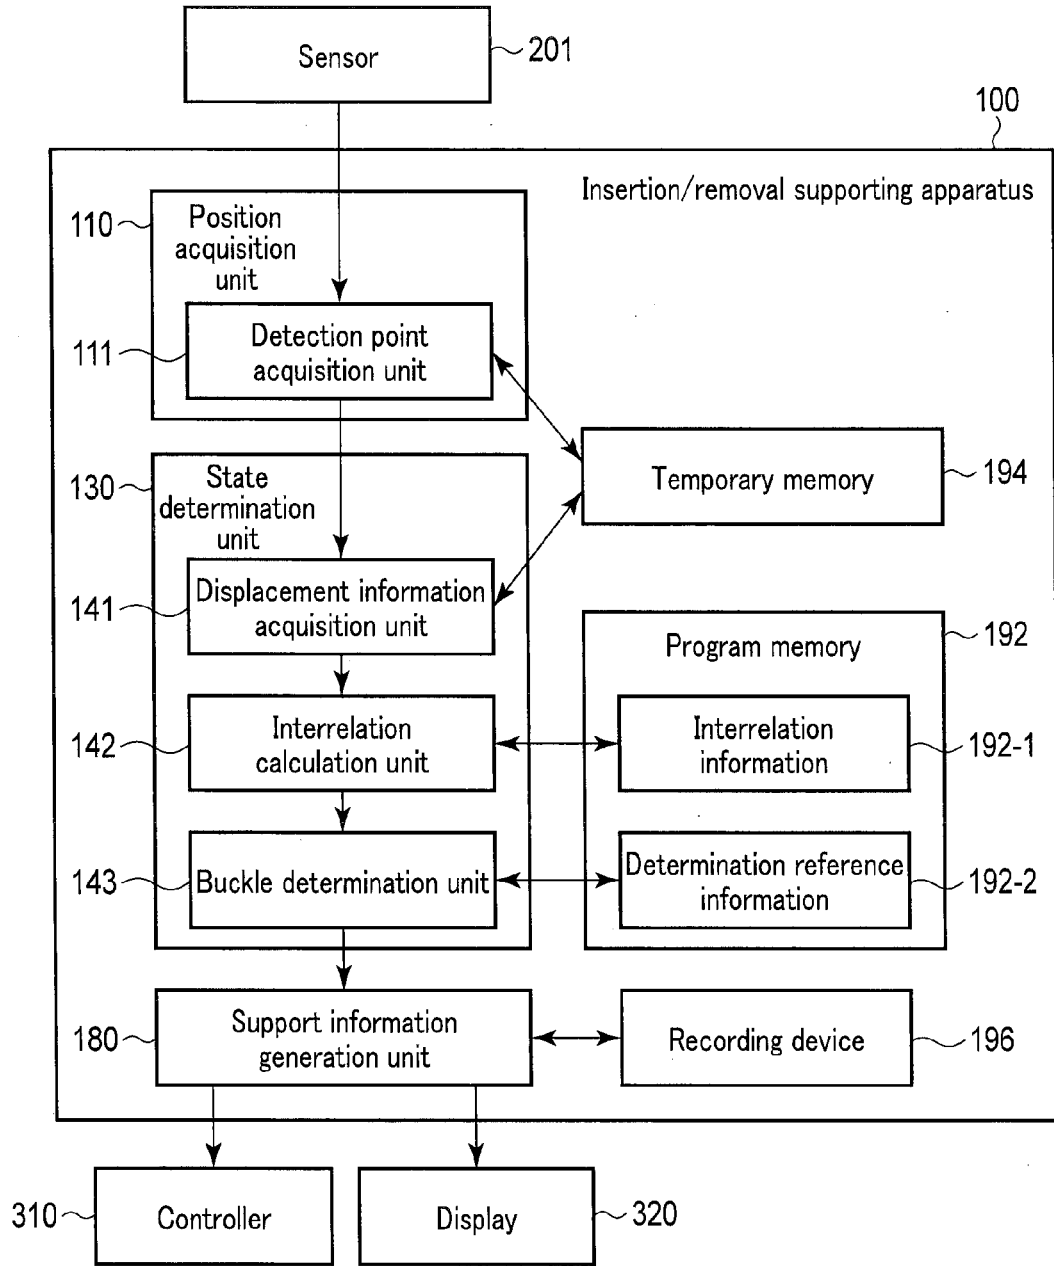 Sensor
201
100
Insertion/removal supporting apparatus
110
Position
acquisition
unit
111
Detection point
acquisition unit
Temporary memory
194
130
State
determination
unit
141
Displacement information
acquisition unit
Program memory
192
142
Interrelation
calculation unit
Interrelation
information
192-1
143
Buckle determination unit
Determination reference
information
192-2
180
Support information
generation unit
Recording device
196
310
Controller
Display
320